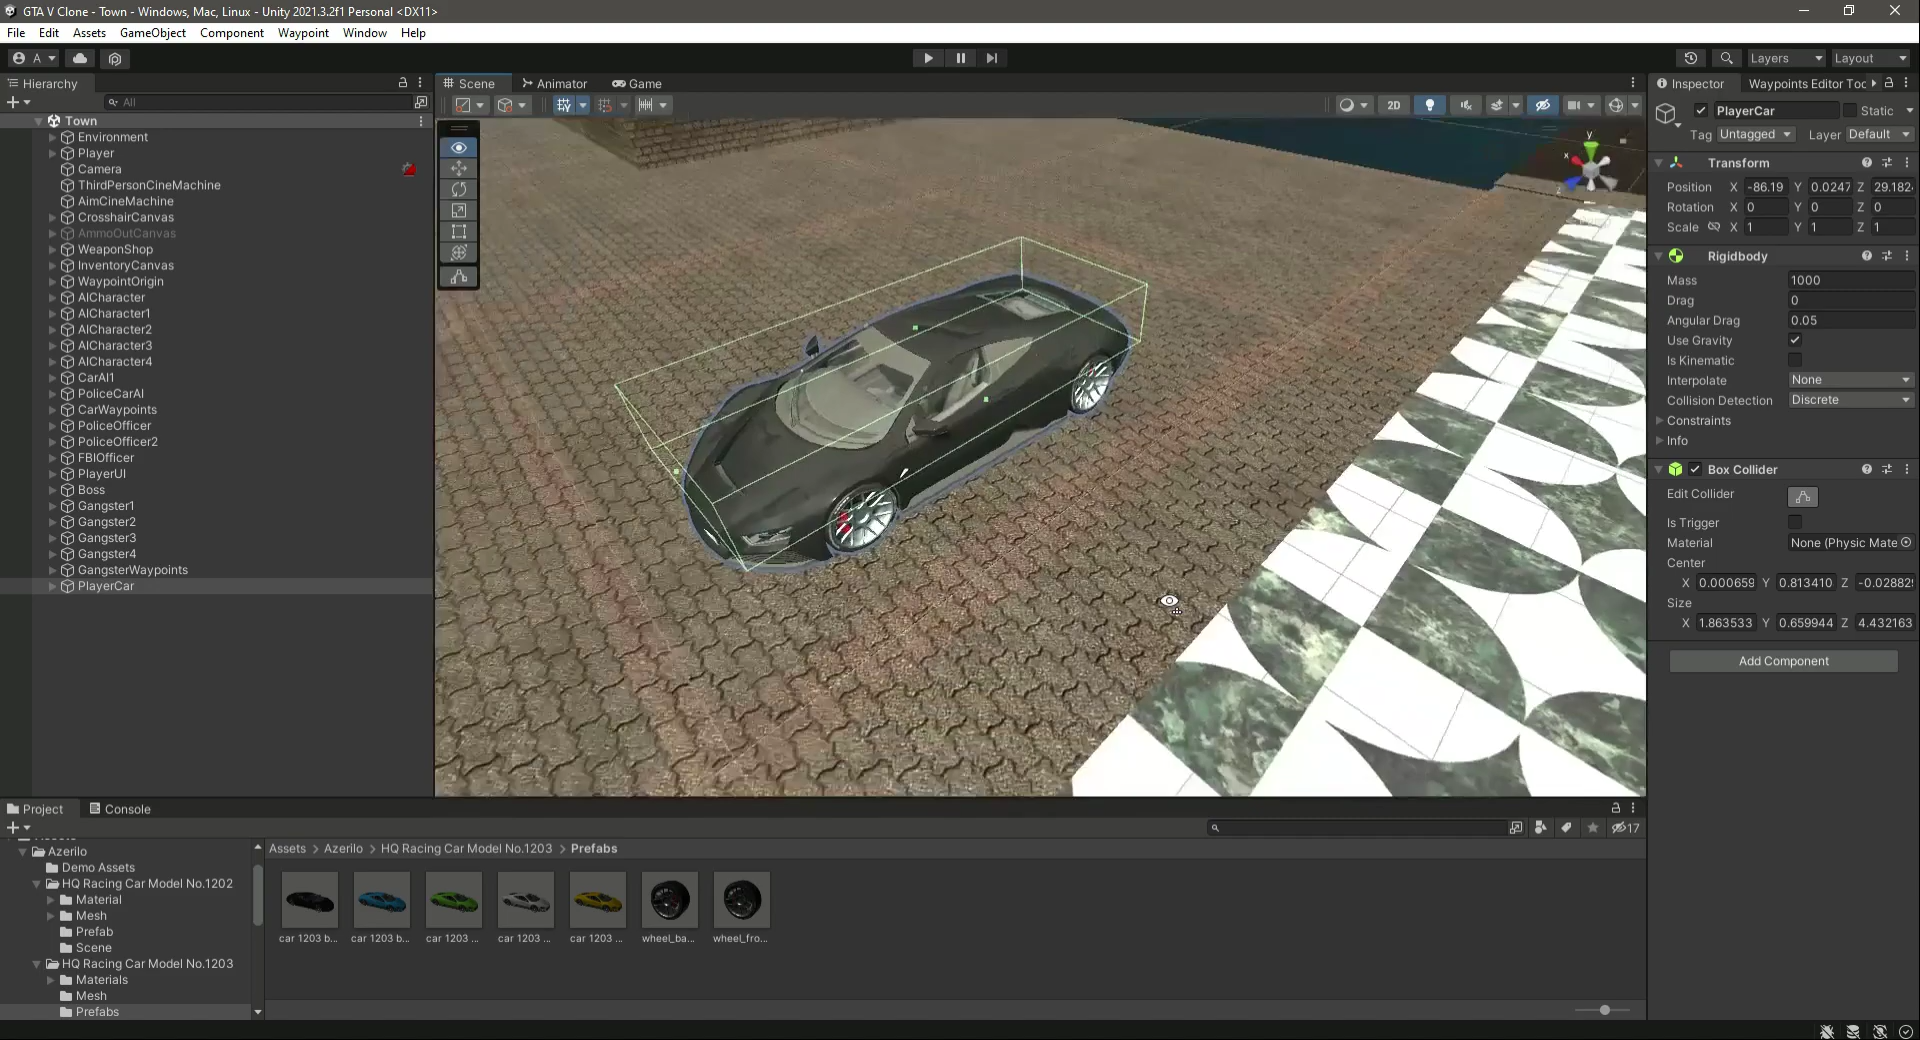 GTA V Clone - Town - Windows, Mac, Linux - Unity 2021.3.2f1 Personal <DX11>
File Edit Assets GameObject Component Waypoint Window Help
A
Layers Layout
Hierarchy
All
Town
Environment
Player
Camera
ThirdPersonCineMachine
AimCineMachine
CrosshairCanvas
AmmoOutCanvas
WeaponShop
InventoryCanvas
WaypointOrigin
AICharacter
AICharacter1
AICharacter2
AICharacter3
AICharacter4
CarAI1
PoliceCarAI
CarWaypoints
PoliceOfficer
PoliceOfficer2
FBIOfficer
PlayerUI
Boss
Gangster1
Gangster2
Gangster3
Gangster4
GangsterWaypoints
PlayerCar
Scene Animator Game
2D
y
x
z
Inspector Waypoints Editor Toc
PlayerCar Static
Tag Untagged Layer Default
Transform
Position X -86.19 Y 0.0247 Z 29.182
Rotation X 0 Y 0 Z 0
Scale X 1 Y 1 Z 1
Rigidbody
Mass 1000
Drag 0
Angular Drag 0.05
Use Gravity
Is Kinematic
Interpolate None
Collision Detection Discrete
Constraints
Info
Box Collider
Edit Collider
Is Trigger
Material None (Physic Mate
Center
X 0.000659 Y 0.813410 Z -0.028829
Size
X 1.863533 Y 0.659944 Z 4.432163
Add Component
Project Console
17
Azerilo
Demo Assets
HQ Racing Car Model No.1202
Material
Mesh
Prefab
Scene
HQ Racing Car Model No.1203
Materials
Mesh
Prefabs
Assets > Azerilo > HQ Racing Car Model No.1203 > Prefabs
car 1203 b... car 1203 b... car 1203 ... car 1203 ... car 1203 ... wheel_ba... wheel_fro...